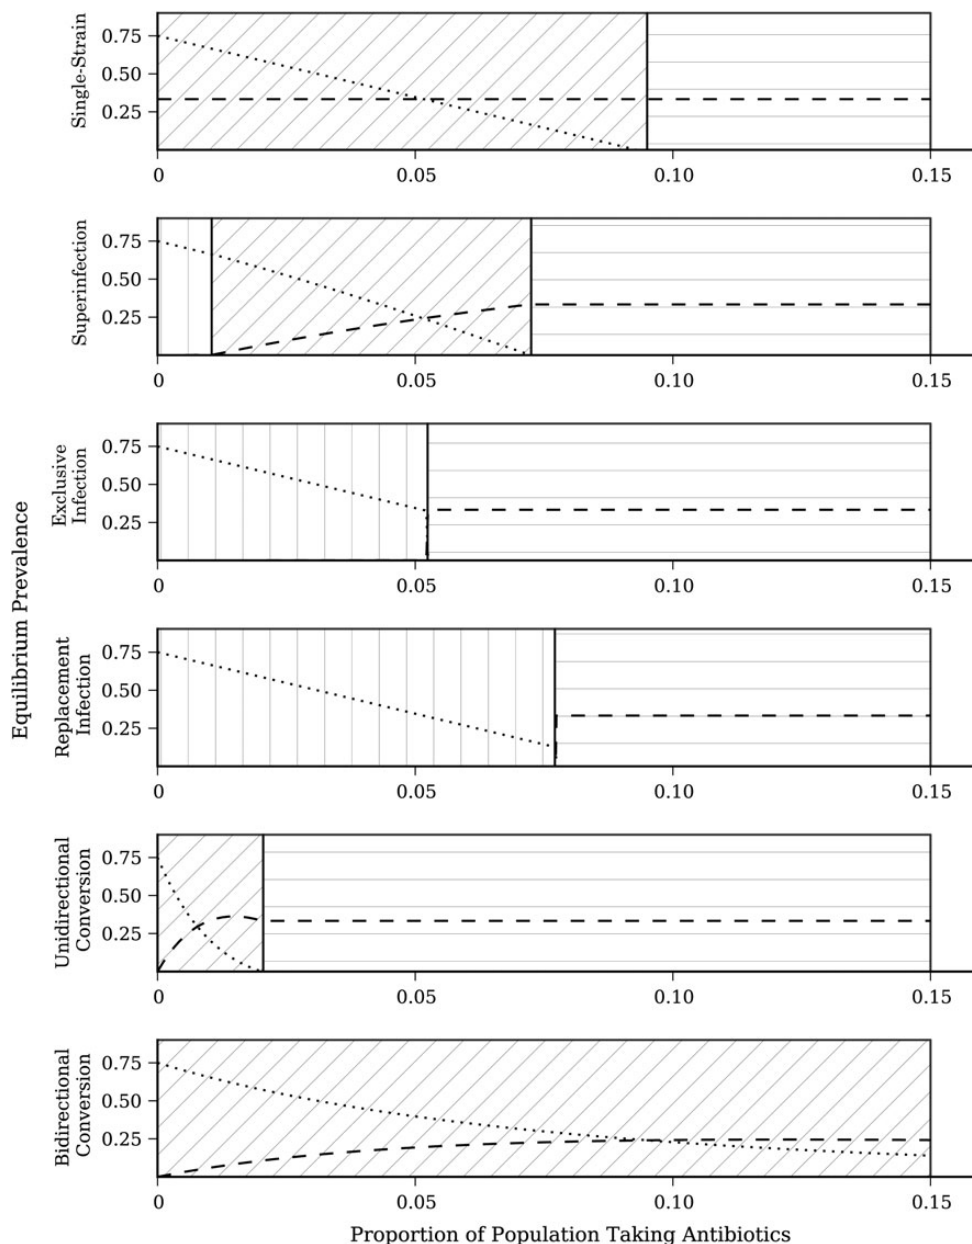 Equilibrium Prevalence
Single-Strain
0.75
0.50
0.25
0 0.05 0.10 0.15
Superinfection
0.75
0.50
0.25
0 0.05 0.10 0.15
Exclusive
Infection
0.75
0.50
0.25
0 0.05 0.10 0.15
Replacement
Infection
0.75
0.50
0.25
0 0.05 0.10 0.15
Unidirectional
Conversion
0.75
0.50
0.25
0 0.05 0.10 0.15
Bidirectional
Conversion
0.75
0.50
0.25
0 0.05 0.10 0.15
Proportion of Population Taking Antibiotics